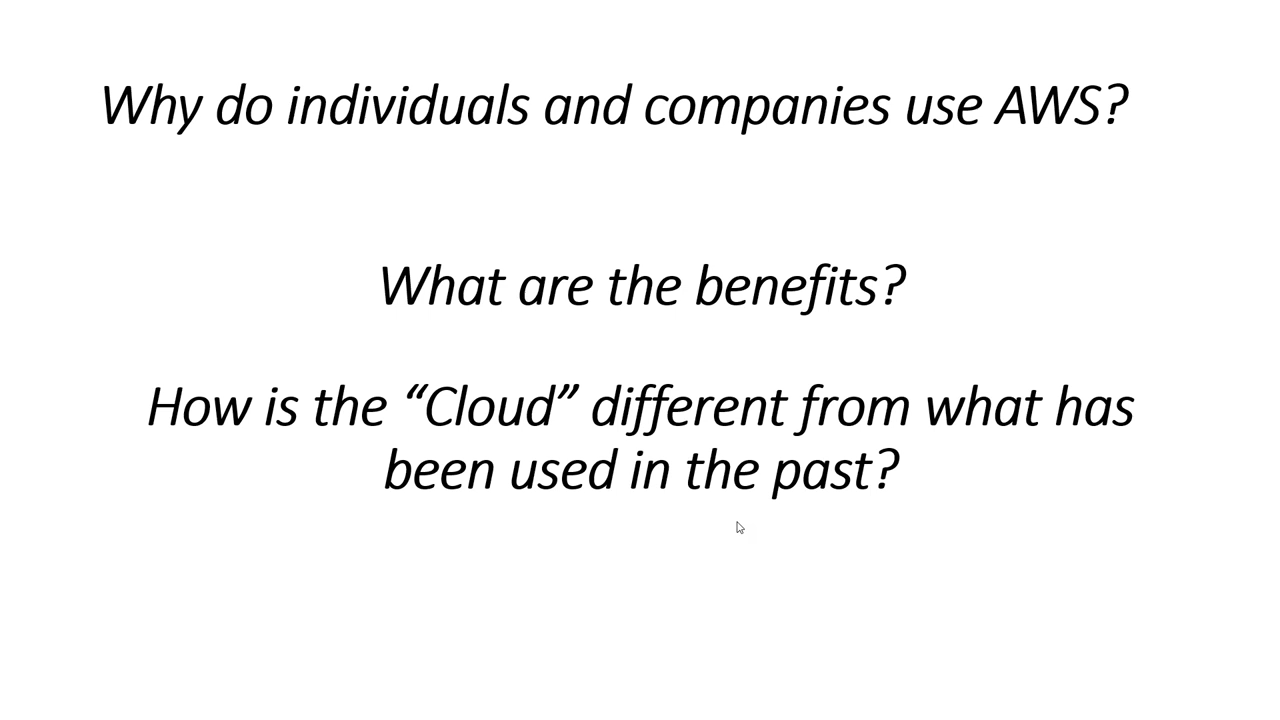 Why do individuals and companies use AWS?
What are the benefits?
How is the “Cloud” different from what has
been used in the past?